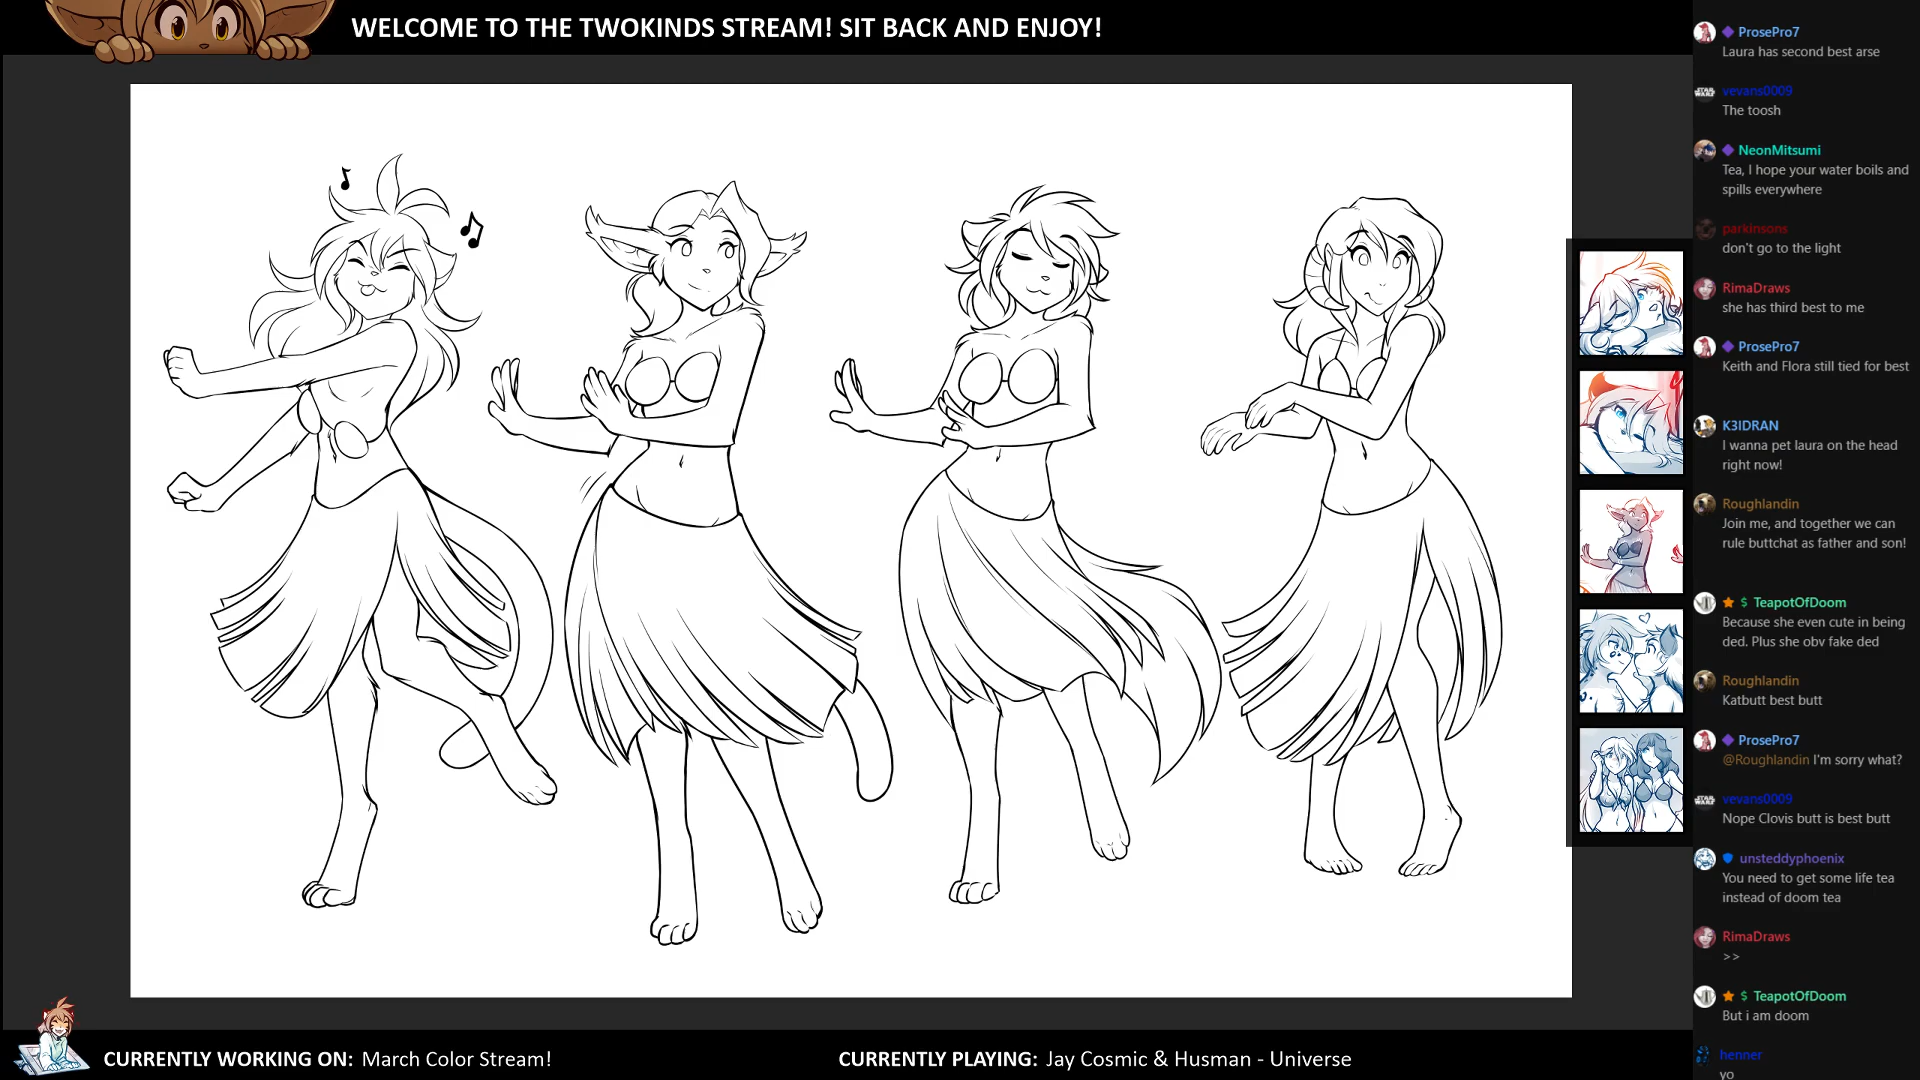 WELCOME TO THE TWOKINDS STREAM! SIT BACK AND ENJOY!
ProsePro7
Laura has second best arse
vevans0009
The toosh
NeonMitsumi
Tea, I hope your water boils and
spills everywhere
parkinsons
don't go to the light
RimaDraws
she has third best to me
ProsePro7
Keith and Flora still tied for best
K3IDRAN
I wanna pet laura on the head
right now!
Roughlandin
Join me, and together we can
rule buttchat as father and son!
$ TeapotOfDoom
Because she even cute in being
ded. Plus she obv fake ded
Roughlandin
Katbutt best butt
ProsePro7
@Roughlandin I'm sorry what?
vevans0009
Nope Clovis butt is best butt
unsteddyphoenix
You need to get some life tea
instead of doom tea
RimaDraws
>>
$ TeapotOfDoom
But i am doom
henner
yo
CURRENTLY WORKING ON: March Color Stream!
CURRENTLY PLAYING: Jay Cosmic & Husman - Universe